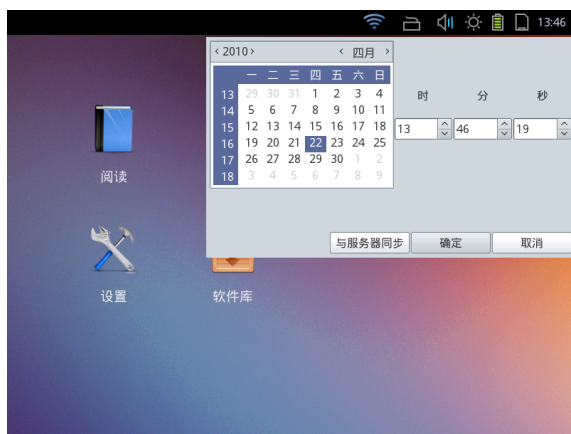 13:46
‹ 2010 › ‹ 四月 ›
一 二 三 四 五 六 日
13 29 30 31 1 2 3 4
14 5 6 7 8 9 10 11
15 12 13 14 15 16 17 18
16 19 20 21 22 23 24 25
17 26 27 28 29 30 1 2
18 3 4 5 6 7 8 9
时 分 秒
13 46 19
与服务器同步 确定 取消
阅读
设置 软件库